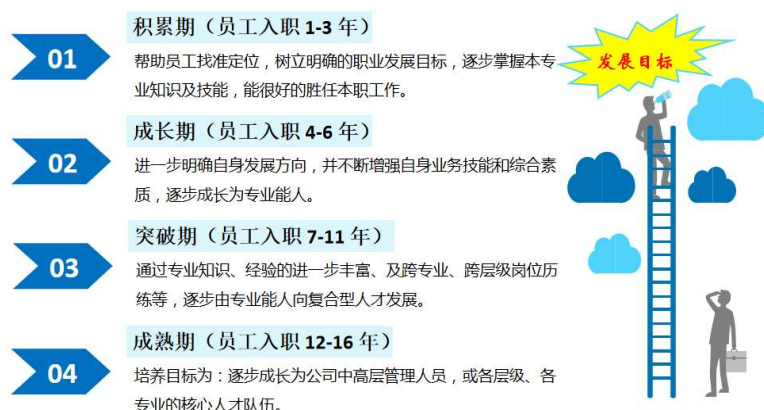 01
积累期（员工入职 1-3 年）
帮助员工找准定位，树立明确的职业发展目标，逐步掌握本专
业知识及技能，能很好的胜任本职工作。
发展目标
02
成长期（员工入职 4-6 年）
进一步明确自身发展方向，并不断增强自身业务技能和综合素
质，逐步成长为专业能人。
03
突破期（员工入职 7-11 年）
通过专业知识、经验的进一步丰富、及跨专业、跨层级岗位历
练等，逐步由专业能人向复合型人才发展。
04
成熟期（员工入职 12-16 年）
培养目标为：逐步成长为公司中高层管理人员，或各层级、各
专业的核心人才队伍。